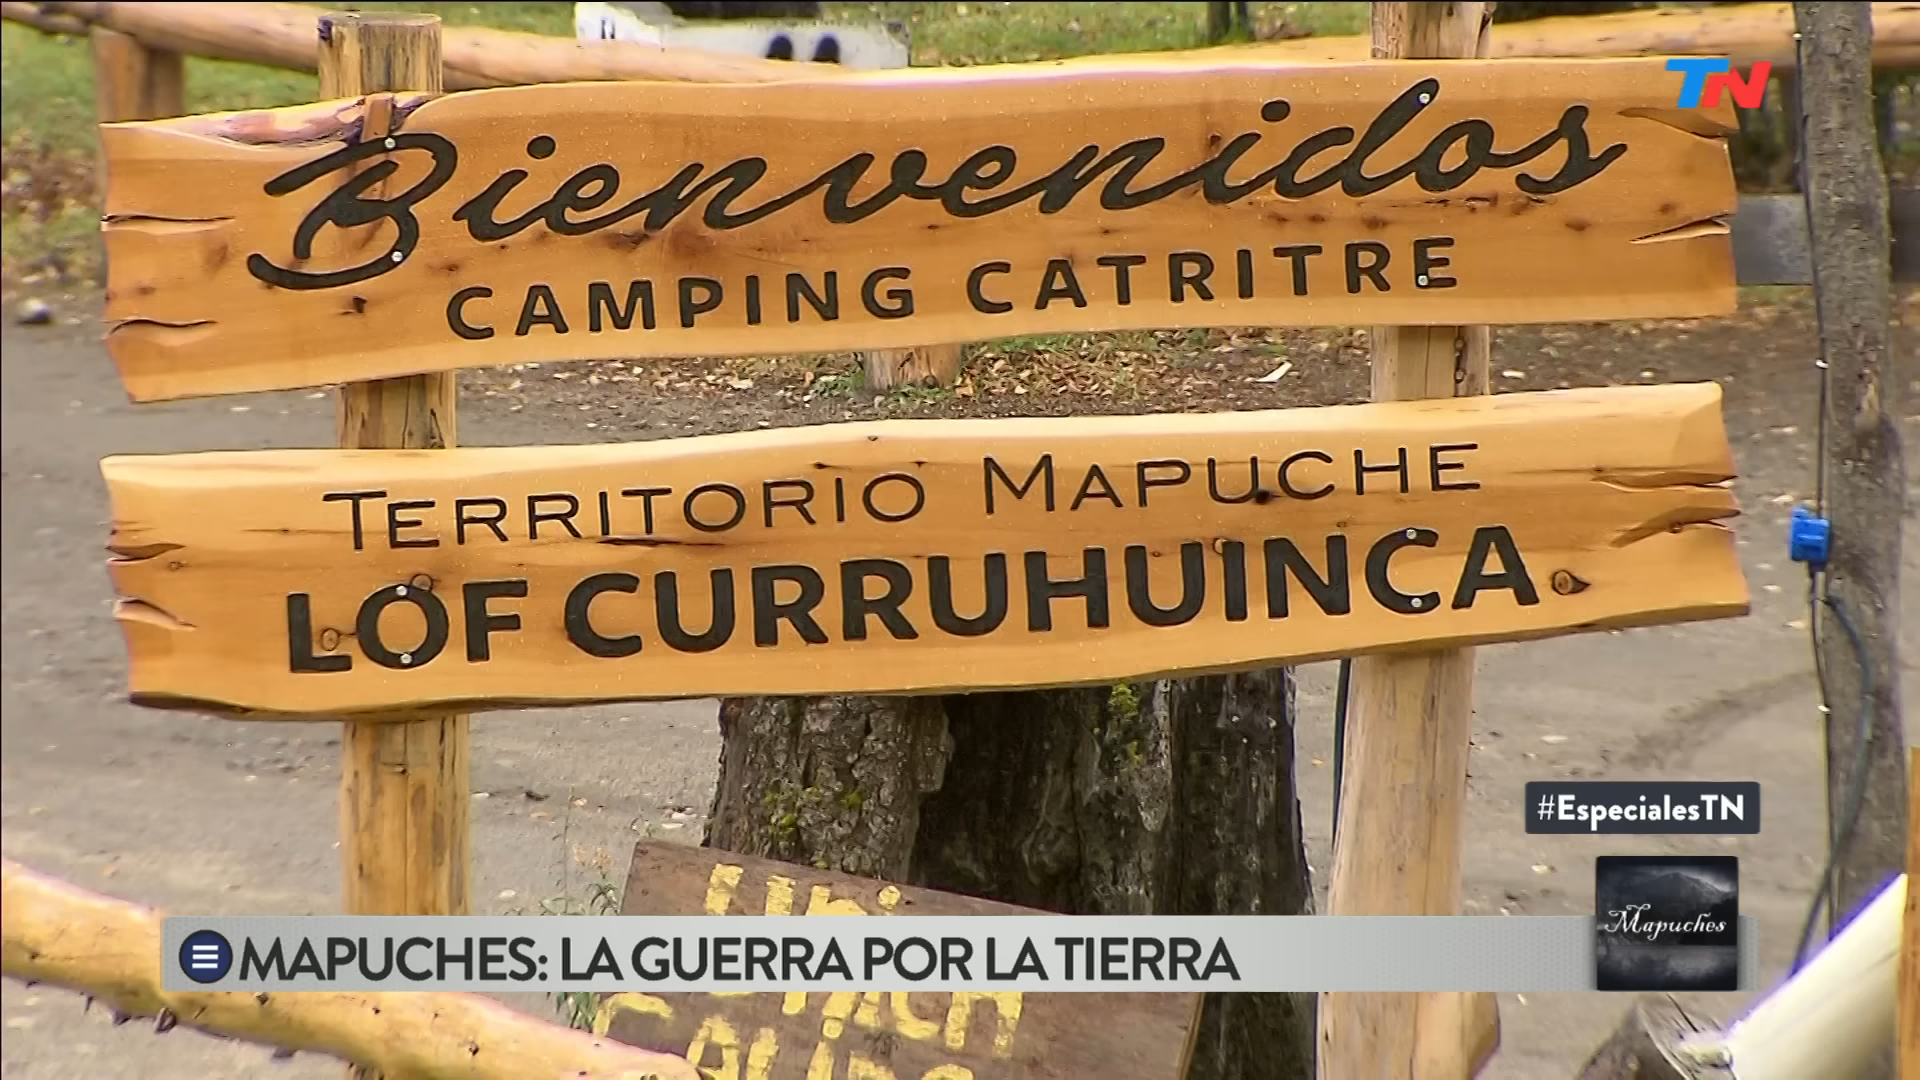 TN
Bienvenidos
CAMPING CATRITRE
TERRITORIO MAPUCHE
LOF CURRUHUINCA
#EspecialesTN
Mapuches
MAPUCHES: LA GUERRA POR LA TIERRA